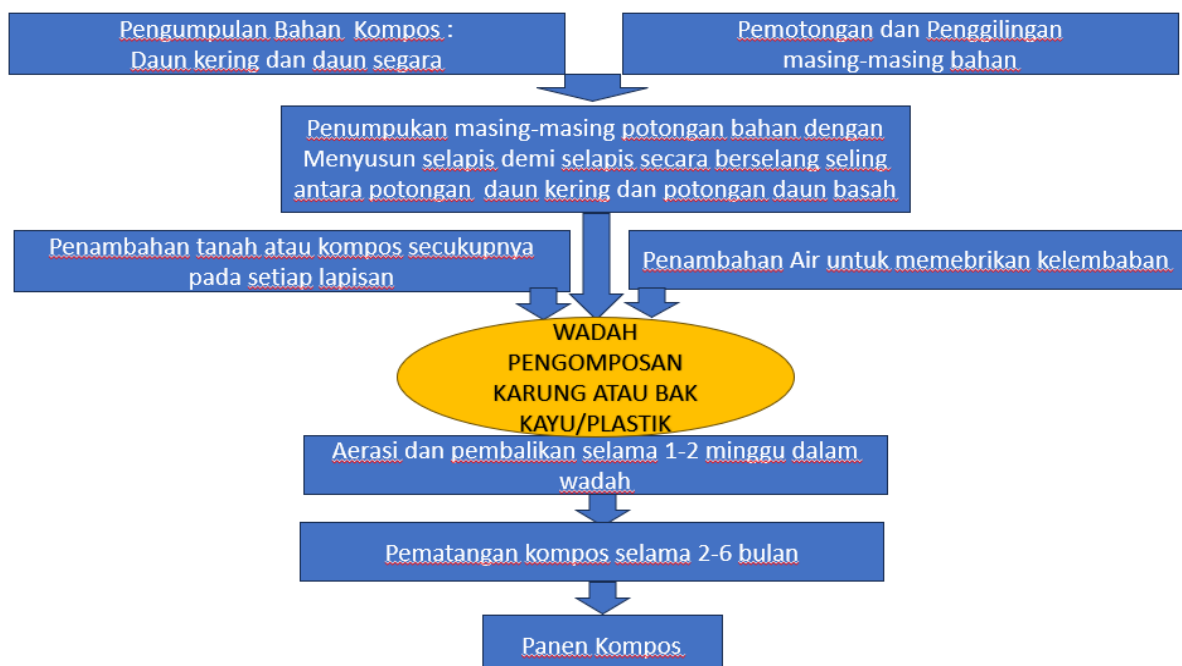 Pengumpulan Bahan Kompos :
Daun kering dan daun segara
Pemotongan dan Penggilingan
masing-masing bahan
Penumpukan masing-masing potongan bahan dengan
Menyusun selapis demi selapis secara berselang seling
antara potongan daun kering dan potongan daun basah
Penambahan tanah atau kompos secukupnya
pada setiap lapisan
Penambahan Air untuk memebrikan kelembaban
WADAH
PENGOMPOSAN
KARUNG ATAU BAK
KAYU/PLASTIK
Aerasi dan pembalikan selama 1-2 minggu dalam
wadah
Pematangan kompos selama 2-6 bulan
Panen Kompos